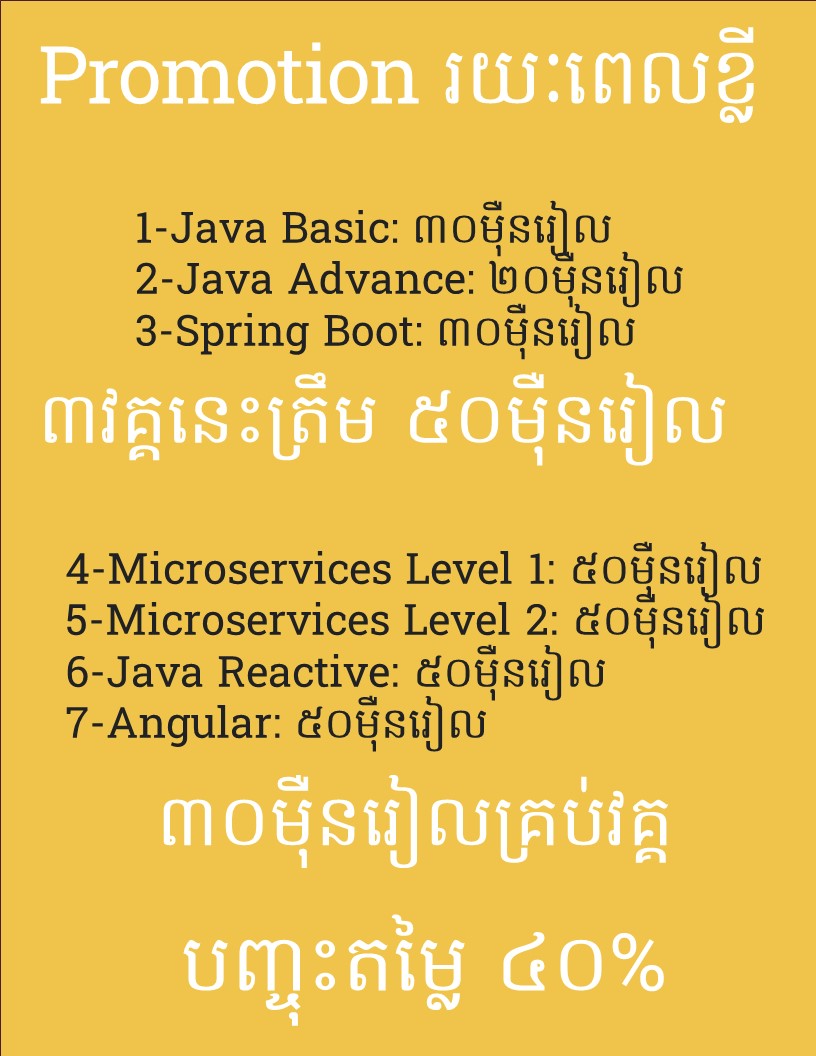 Promotion រយៈពេលខ្លី
1-Java Basic: ៣០ម៉ឺនរៀល
2-Java Advance: ២០ម៉ឺនរៀល
3-Spring Boot: ៣០ម៉ឺនរៀល
៣វគ្គនេះត្រឹម ៥០ម៉ឺនរៀល
4-Microservices Level 1: ៥០ម៉ឺនរៀល
5-Microservices Level 2: ៥០ម៉ឺនរៀល
6-Java Reactive: ៥០ម៉ឺនរៀល
7-Angular: ៥០ម៉ឺនរៀល
៣០ម៉ឺនរៀលគ្រប់វគ្គ
បញ្ចុះតម្លៃ ៤០%